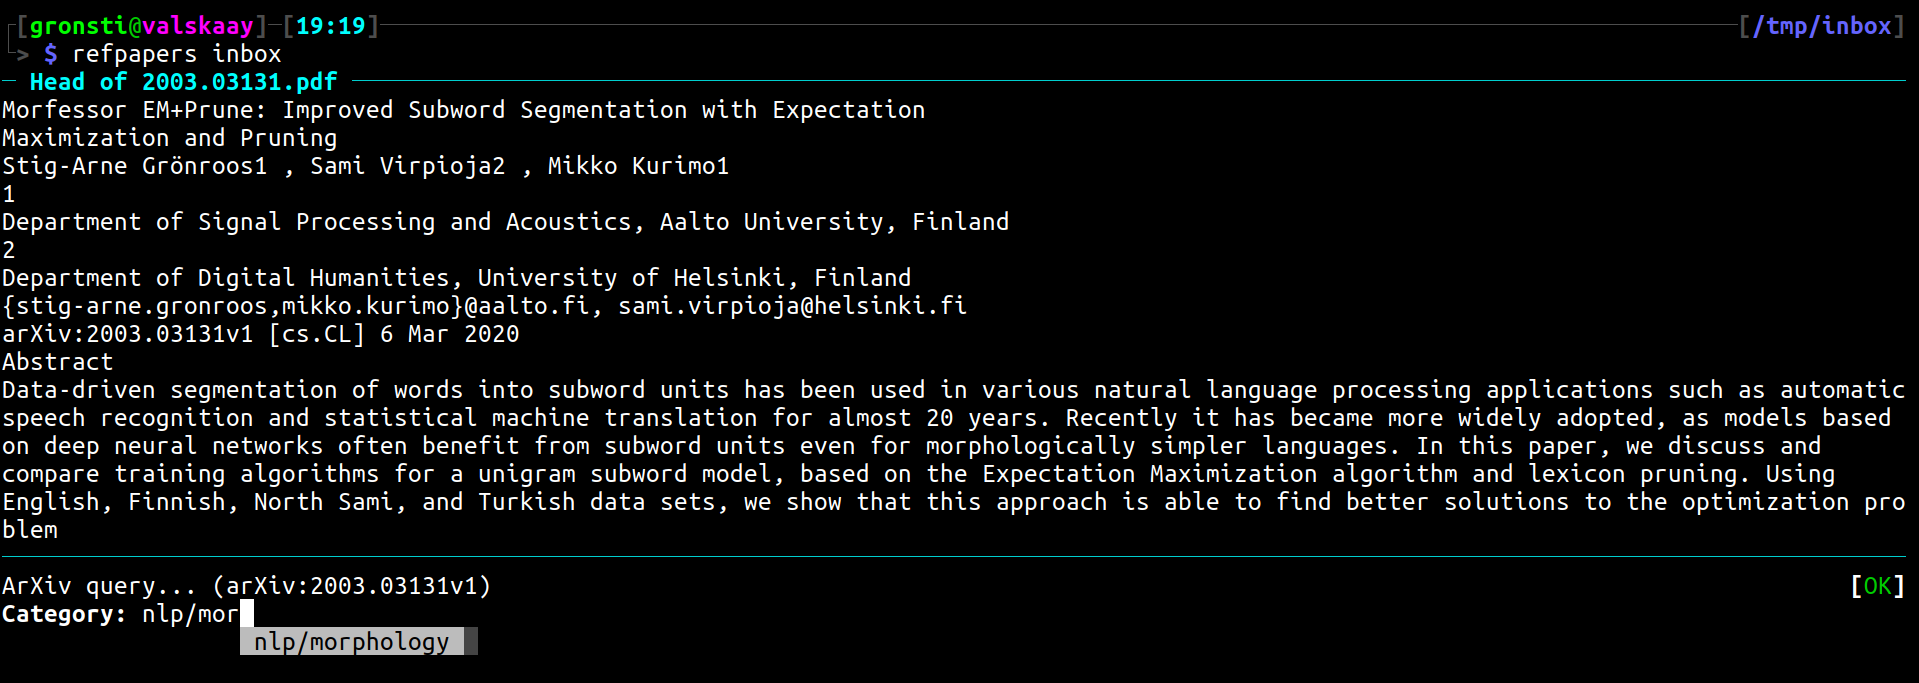 [gronsti@valskaay]-[19:19] [/tmp/inbox]
> $ refpapers inbox
Head of 2003.03131.pdf
Morfessor EM+Prune: Improved Subword Segmentation with Expectation
Maximization and Pruning
Stig-Arne Grönroos1 , Sami Virpioja2 , Mikko Kurimo1
1
Department of Signal Processing and Acoustics, Aalto University, Finland
2
Department of Digital Humanities, University of Helsinki, Finland
{stig-arne.gronroos,mikko.kurimo}@aalto.fi, sami.virpioja@helsinki.fi
arXiv:2003.03131v1 [cs.CL] 6 Mar 2020
Abstract
Data-driven segmentation of words into subword units has been used in various natural language processing applications such as automatic
speech recognition and statistical machine translation for almost 20 years. Recently it has became more widely adopted, as models based
on deep neural networks often benefit from subword units even for morphologically simpler languages. In this paper, we discuss and
compare training algorithms for a unigram subword model, based on the Expectation Maximization algorithm and lexicon pruning. Using
English, Finnish, North Sami, and Turkish data sets, we show that this approach is able to find better solutions to the optimization pro
blem
ArXiv query... (arXiv:2003.03131v1) [OK]
Category: nlp/mor
nlp/morphology